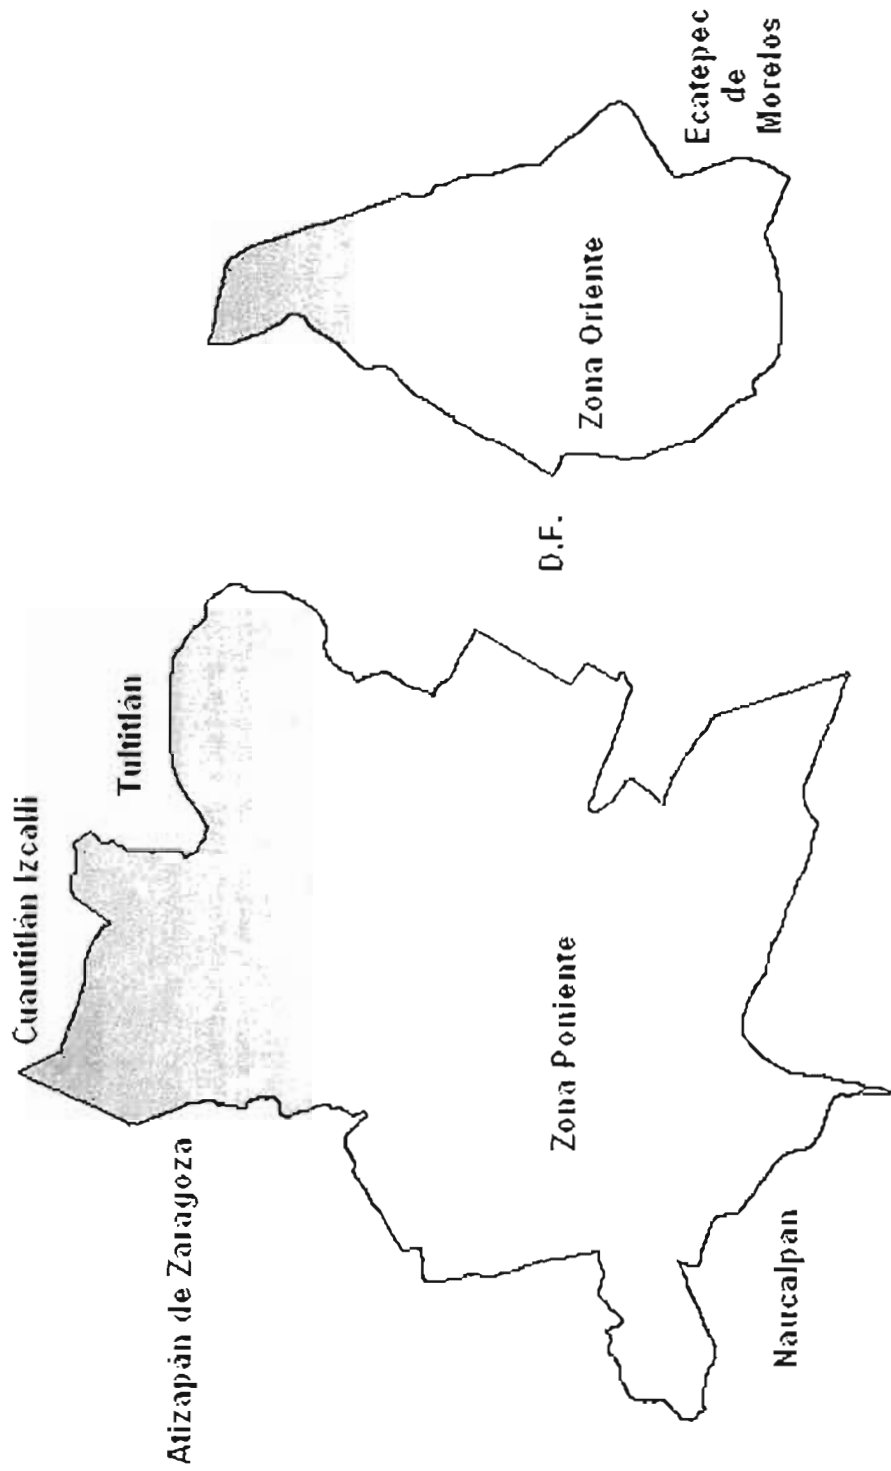 Cuautitlán Izcalli
Tultitlán
Atizapán de Zaragoza
Ecatepec
de
Morelos
Zona Oriente
D.F.
Zona Poniente
Naucalpan